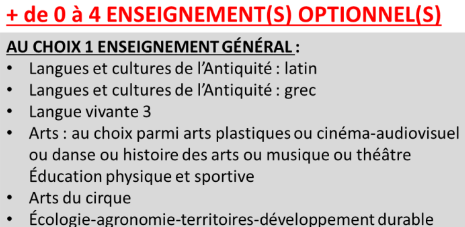 + de 0 à 4 ENSEIGNEMENT(S) OPTIONNEL(S)
AU CHOIX 1 ENSEIGNEMENT GÉNÉRAL :
• Langues et cultures de l'Antiquité : latin
• Langues et cultures de l'Antiquité : grec
• Langue vivante 3
• Arts : au choix parmi arts plastiques ou cinéma-audiovisuel
ou danse ou histoire des arts ou musique ou théâtre
Éducation physique et sportive
• Arts du cirque
• Écologie-agronomie-territoires-développement durable